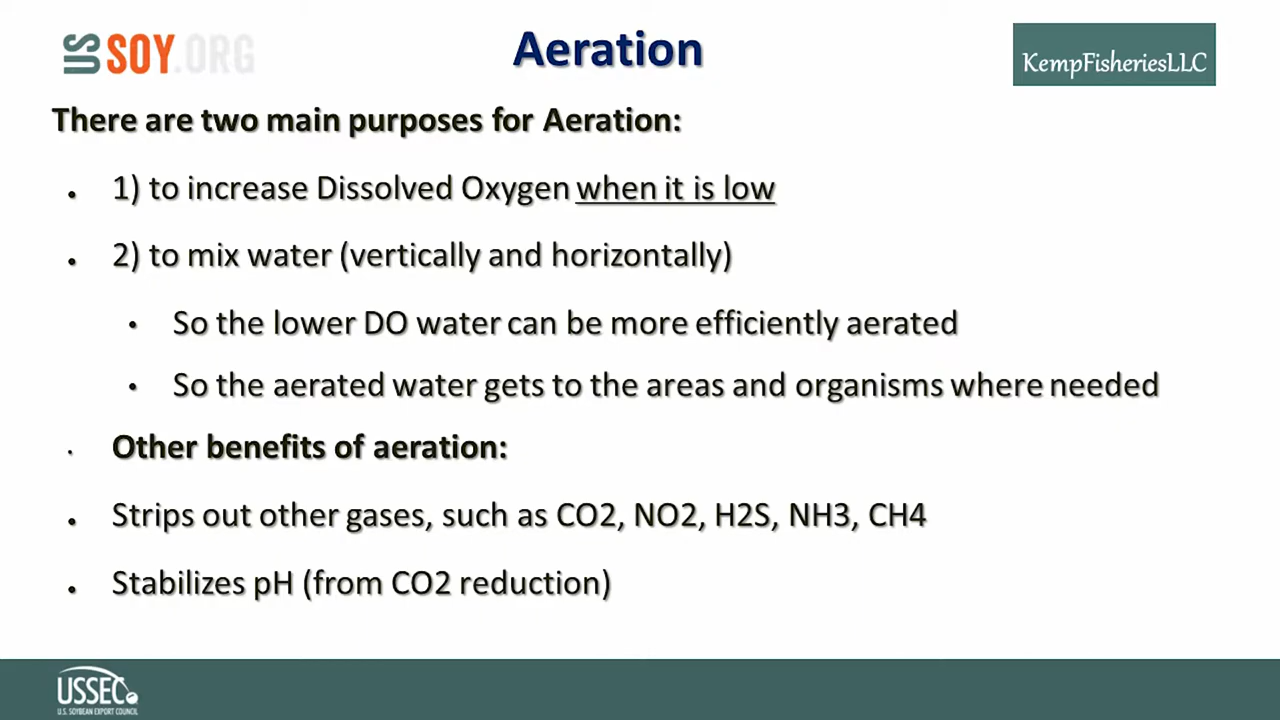 US SOY.ORG
Aeration
KempFisheriesLLC
There are two main purposes for Aeration:
• 1) to increase Dissolved Oxygen when it is low
• 2) to mix water (vertically and horizontally)
• So the lower DO water can be more efficiently aerated
• So the aerated water gets to the areas and organisms where needed
• Other benefits of aeration:
• Strips out other gases, such as CO2, NO2, H2S, NH3, CH4
• Stabilizes pH (from CO2 reduction)
USSEC
U.S. SOYBEAN EXPORT COUNCIL